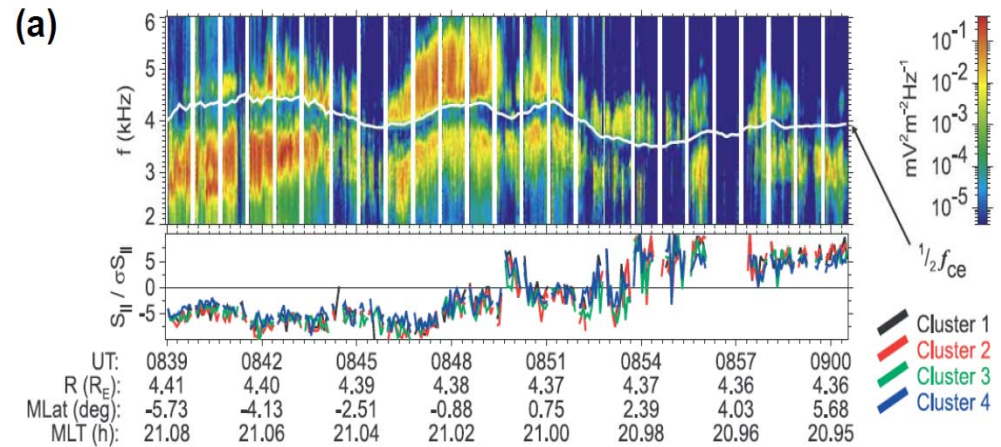 (a)
6
5
4
3
2
f (kHz)
10⁻¹
10⁻²
10⁻³
10⁻⁴
10⁻⁵
mV²m⁻²Hz⁻¹
½fce
5
0
-5
S∥ / σS∥
Cluster 1
Cluster 2
Cluster 3
Cluster 4
UT: 0839 0842 0845 0848 0851 0854 0857 0900
R (RE): 4.41 4.40 4.39 4.38 4.37 4.37 4.36 4.36
MLat (deg): -5.73 -4.13 -2.51 -0.88 0.75 2.39 4.03 5.68
MLT (h): 21.08 21.06 21.04 21.02 21.00 20.98 20.96 20.95